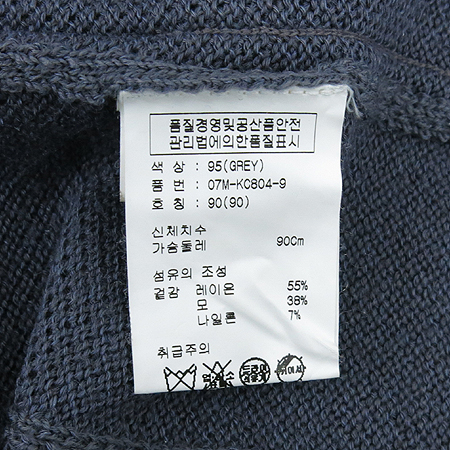 품질경영및공산품안전
관리법에의한품질표시
색 상 : 95(GREY)
품 번 : 07M-KC804-9
호 칭 : 90(90)
신체치수
가슴둘레 90Cm
섬유의 조성
겉감 레이온 55%
모 38%
나일론 7%
취급주의
드라이